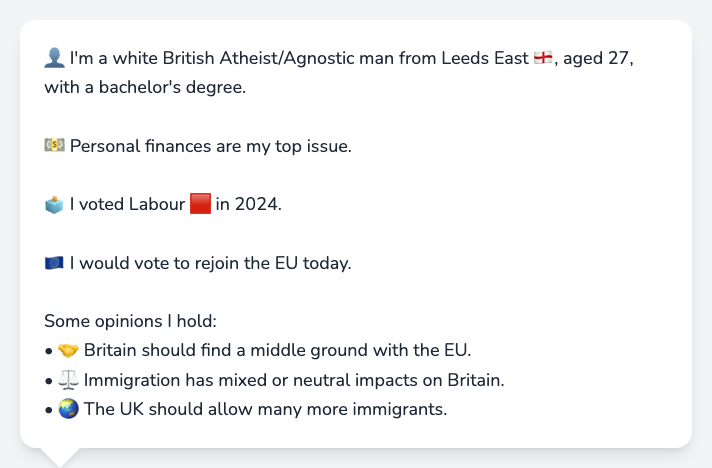 👤 I'm a white British Atheist/Agnostic man from Leeds East 🏴󠁧󠁢󠁥󠁮󠁧󠁿, aged 27,
with a bachelor's degree.
💵 Personal finances are my top issue.
🗳️ I voted Labour 🟥 in 2024.
🇪🇺 I would vote to rejoin the EU today.
Some opinions I hold:
• 🤝 Britain should find a middle ground with the EU.
• ⚖️ Immigration has mixed or neutral impacts on Britain.
• 🌏 The UK should allow many more immigrants.